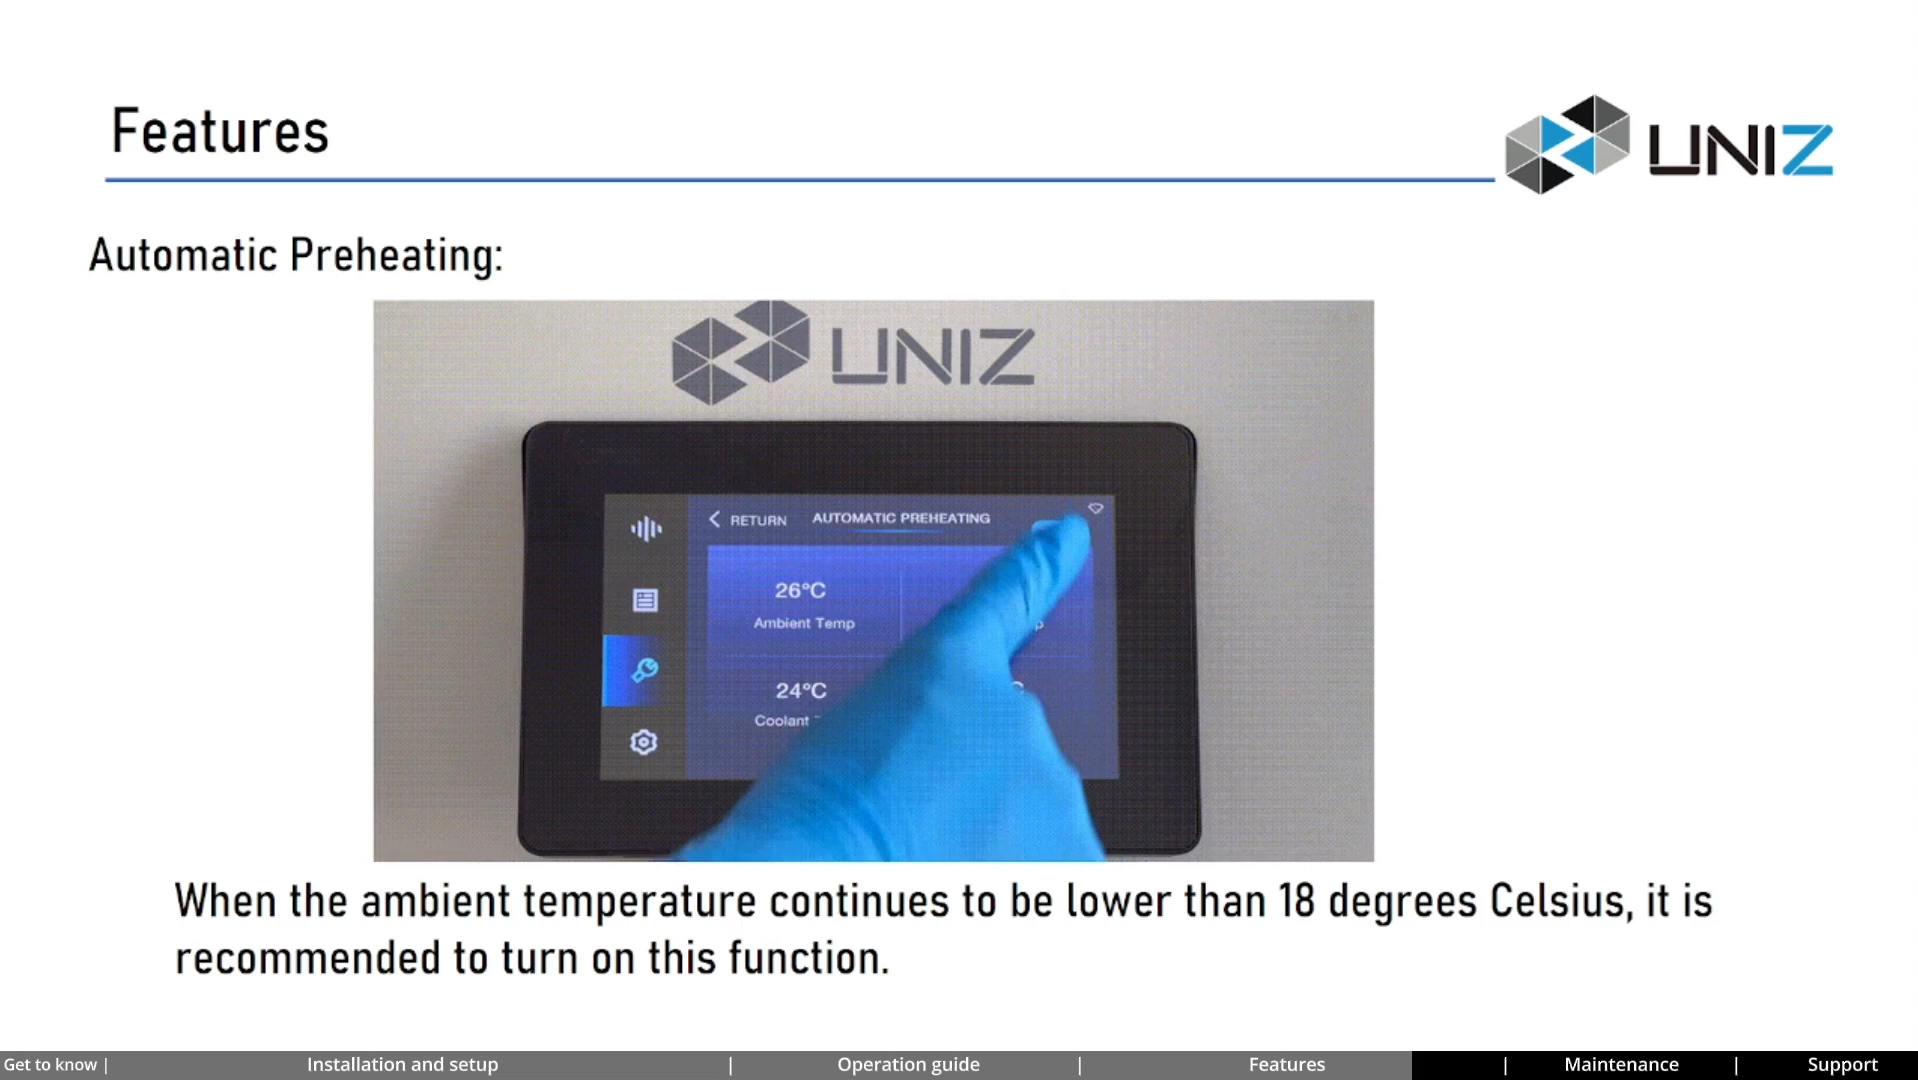 Features
UNIZ
Automatic Preheating:
UNIZ
RETURN AUTOMATIC PREHEATING
26°C
Ambient Temp
24°C
Coolant
When the ambient temperature continues to be lower than 18 degrees Celsius, it is
recommended to turn on this function.
Get to know | Installation and setup | Operation guide | Features | Maintenance | Support